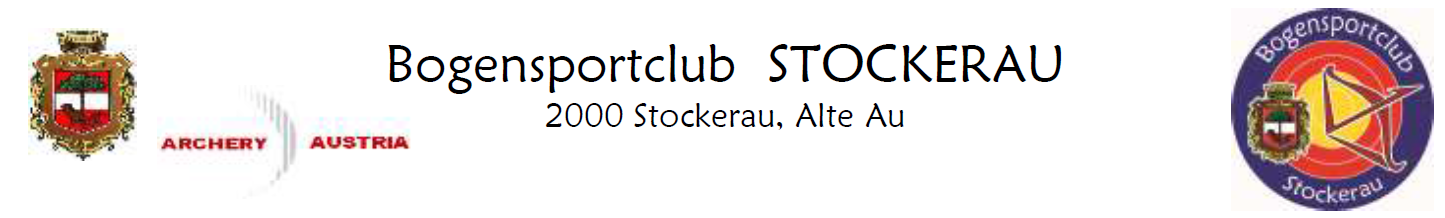 Bogensportclub STOCKERAU
2000 Stockerau, Alte Au
ARCHERY AUSTRIA
Bogensportclub
Stockerau